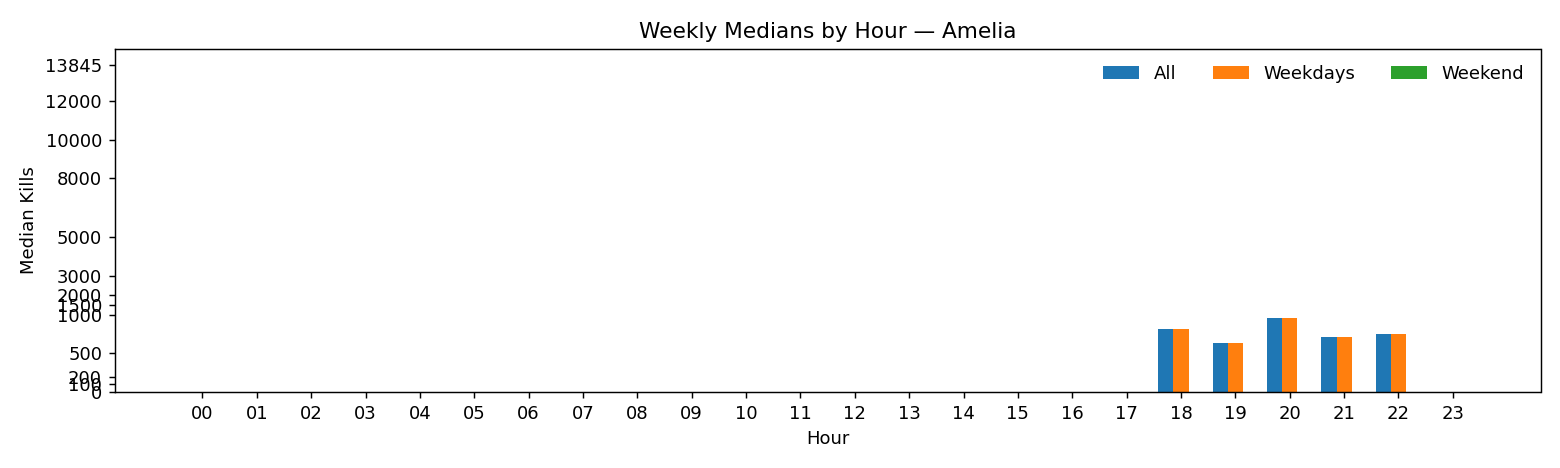 Weekly Medians by Hour — Amelia
All Weekdays Weekend
Median Kills
13845
12000
10000
8000
5000
3000
2000
1500
1000
500
200
100
0
00 01 02 03 04 05 06 07 08 09 10 11 12 13 14 15 16 17 18 19 20 21 22 23
Hour